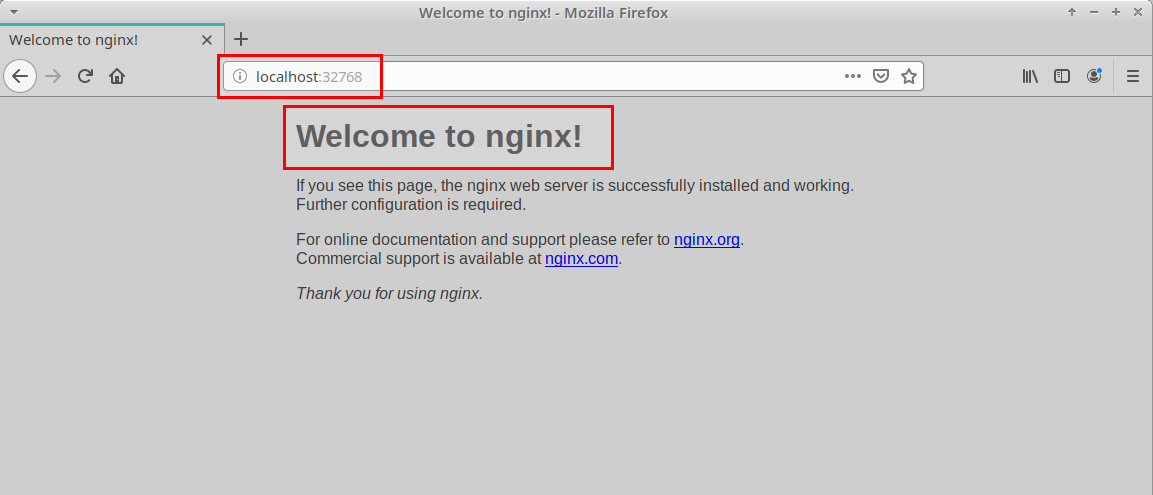 Welcome to nginx! - Mozilla Firefox
Welcome to nginx!
localhost:32768
Welcome to nginx!
If you see this page, the nginx web server is successfully installed and working.
Further configuration is required.
For online documentation and support please refer to nginx.org.
Commercial support is available at nginx.com.
Thank you for using nginx.